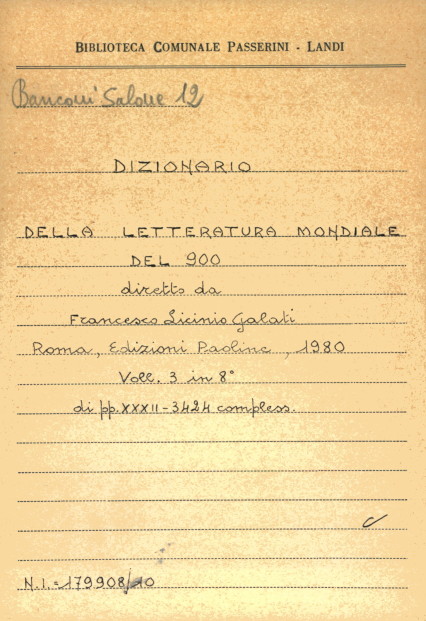 BIBLIOTECA COMUNALE PASSERINI - LANDI
Banconi Salone 12
DIZIONARIO
DELLA LETTERATURA MONDIALE
DEL 900
diretto da
Francesco Licinio Galati
Roma, Edizioni Paoline, 1980
Voll. 3 in 8°
di pp. XXXII-3424 compless.
N.I.=179908/10